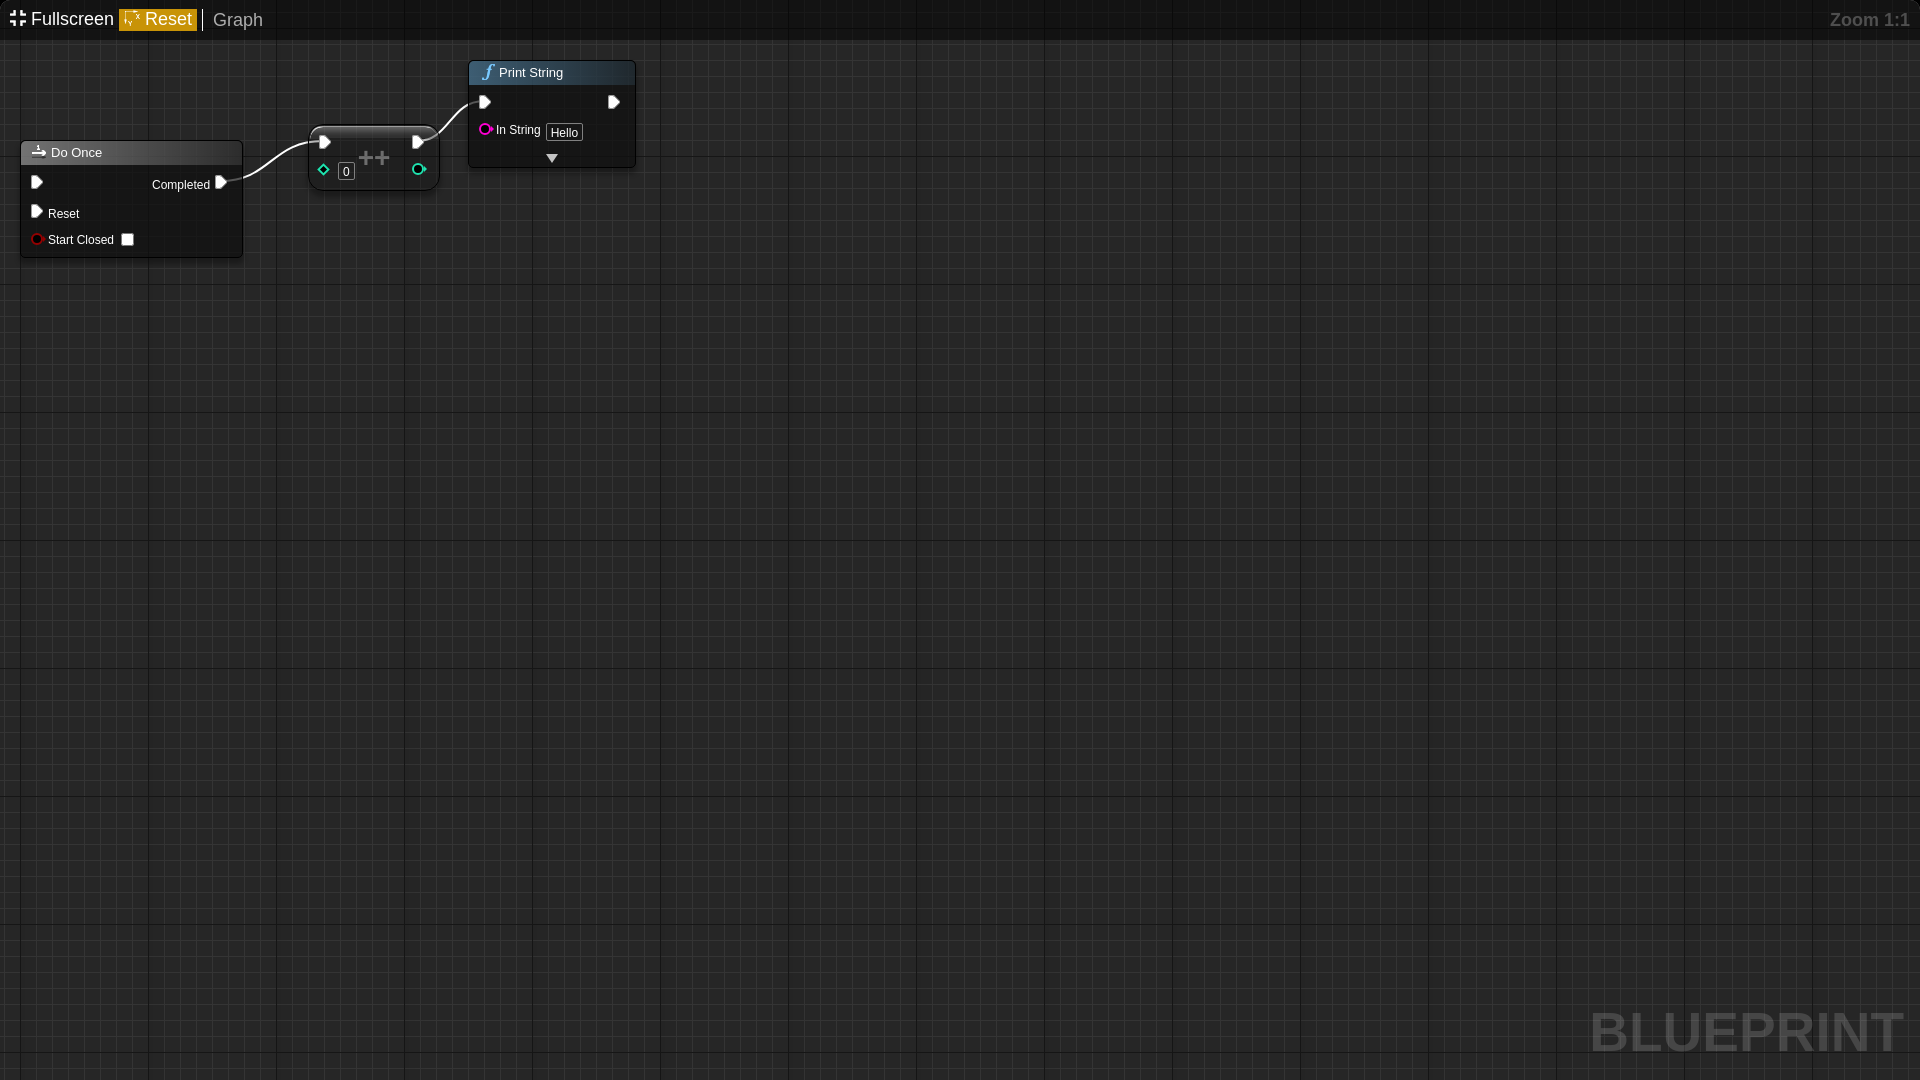 Fullscreen Reset Graph
Zoom 1:1
Print String
In String Hello
Do Once
Completed
Reset
Start Closed
++
0
BLUEPRINT